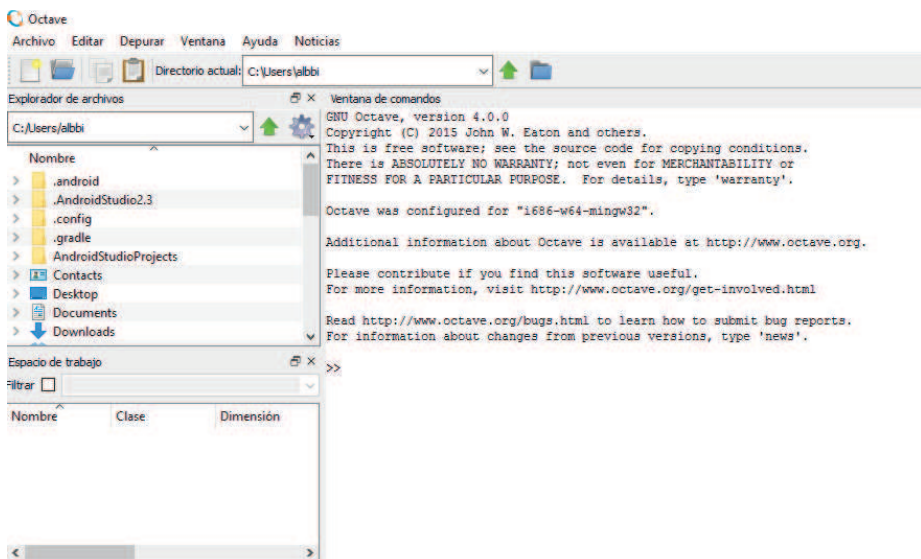 Octave
Archivo Editar Depurar Ventana Ayuda Noticias
Directorio actual: C:\Users\albbi
Explorador de archivos
C:/Users/albbi
Nombre
.android
.AndroidStudio2.3
.config
.gradle
AndroidStudioProjects
Contacts
Desktop
Documents
Downloads
Espacio de trabajo
Filtrar
Nombre Clase Dimensión
Ventana de comandos
GNU Octave, version 4.0.0
Copyright (C) 2015 John W. Eaton and others.
This is free software; see the source code for copying conditions.
There is ABSOLUTELY NO WARRANTY; not even for MERCHANTABILITY or
FITNESS FOR A PARTICULAR PURPOSE.  For details, type 'warranty'.
Octave was configured for "i686-w64-mingw32".
Additional information about Octave is available at http://www.octave.org.
Please contribute if you find this software useful.
For more information, visit http://www.octave.org/get-involved.html
Read http://www.octave.org/bugs.html to learn how to submit bug reports.
For information about changes from previous versions, type 'news'.
>>